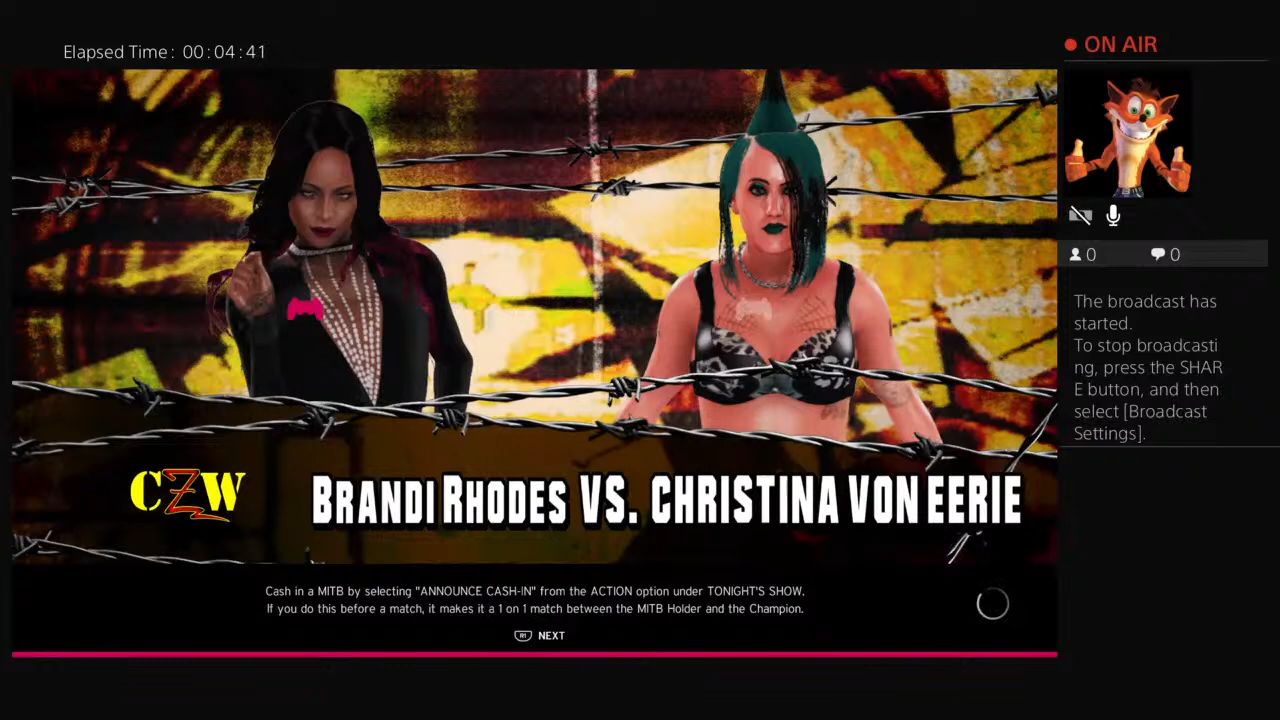 Elapsed Time: 00:04:41
ON AIR
0 0
The broadcast has
started.
To stop broadcasti
ng, press the SHAR
E button, and then
select [Broadcast
Settings].
CZW
BRANDI RHODES VS. CHRISTINA VON EERIE
Cash in a MITB by selecting "ANNOUNCE CASH-IN" from the ACTION option under TONIGHT'S SHOW.
If you do this before a match, it makes it a 1 on 1 match between the MITB Holder and the Champion.
R1 NEXT